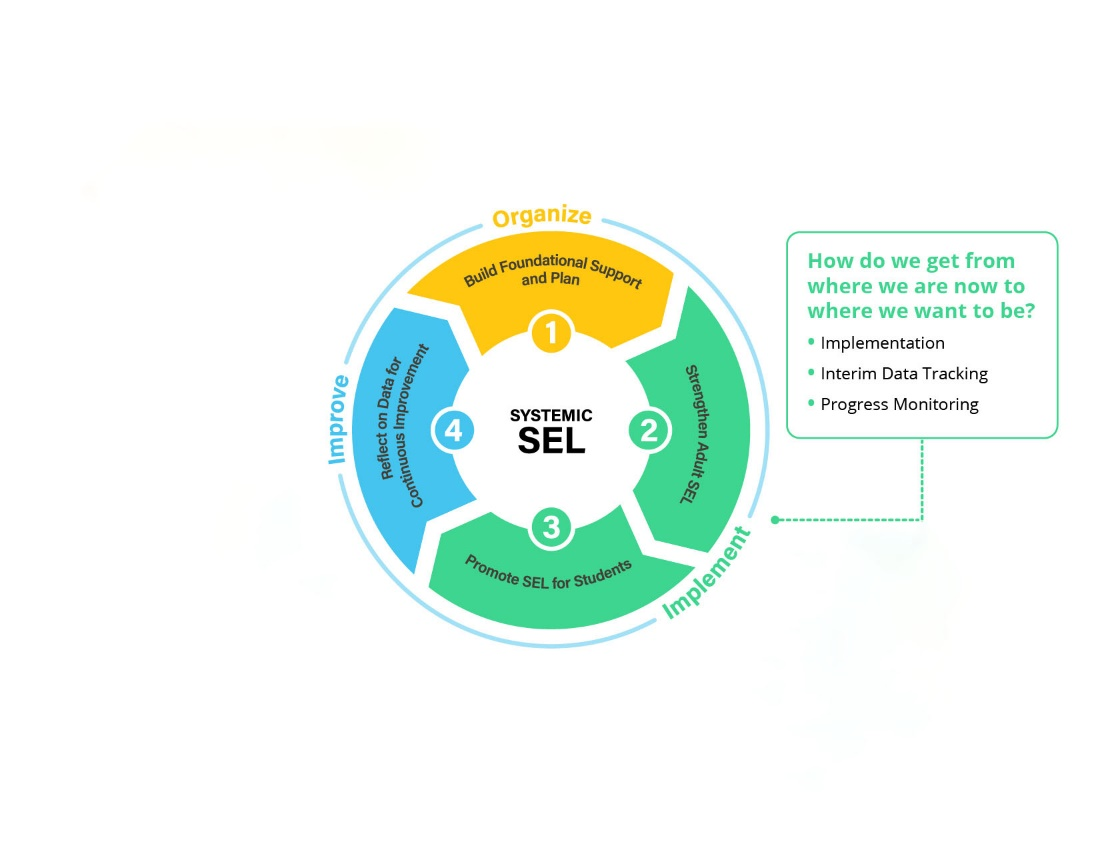 Organize
Build Foundational Support
and Plan
1
How do we get from
where we are now to
where we want to be?
• Implementation
• Interim Data Tracking
• Progress Monitoring
Improve
Reflect on Data for
Continuous Improvement
4
SYSTEMIC
SEL
2
Strengthen Adult SEL
3
Promote SEL for Students
Implement